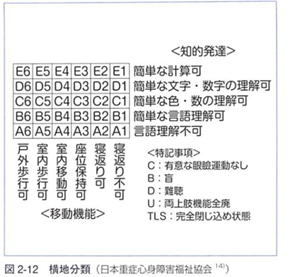 <知的発達>
E6 E5 E4 E3 E2 E1 簡単な計算可
D6 D5 D4 D3 D2 D1 簡単な文字・数字の理解可
C6 C5 C4 C3 C2 C1 簡単な色・数の理解可
B6 B5 B4 B3 B2 B1 簡単な言語理解可
A6 A5 A4 A3 A2 A1 言語理解不可
戸外歩行可
室内歩行可
室内移動可
座位保持可
寝返り可
寝返り不可
<移動機能>
<特記事項>
C:有意な眼瞼運動なし
B:盲
D:難聴
U:両上肢機能全廃
TLS:完全閉じ込め状態
図 2-12 横地分類(日本重症心身障害福祉協会 14))